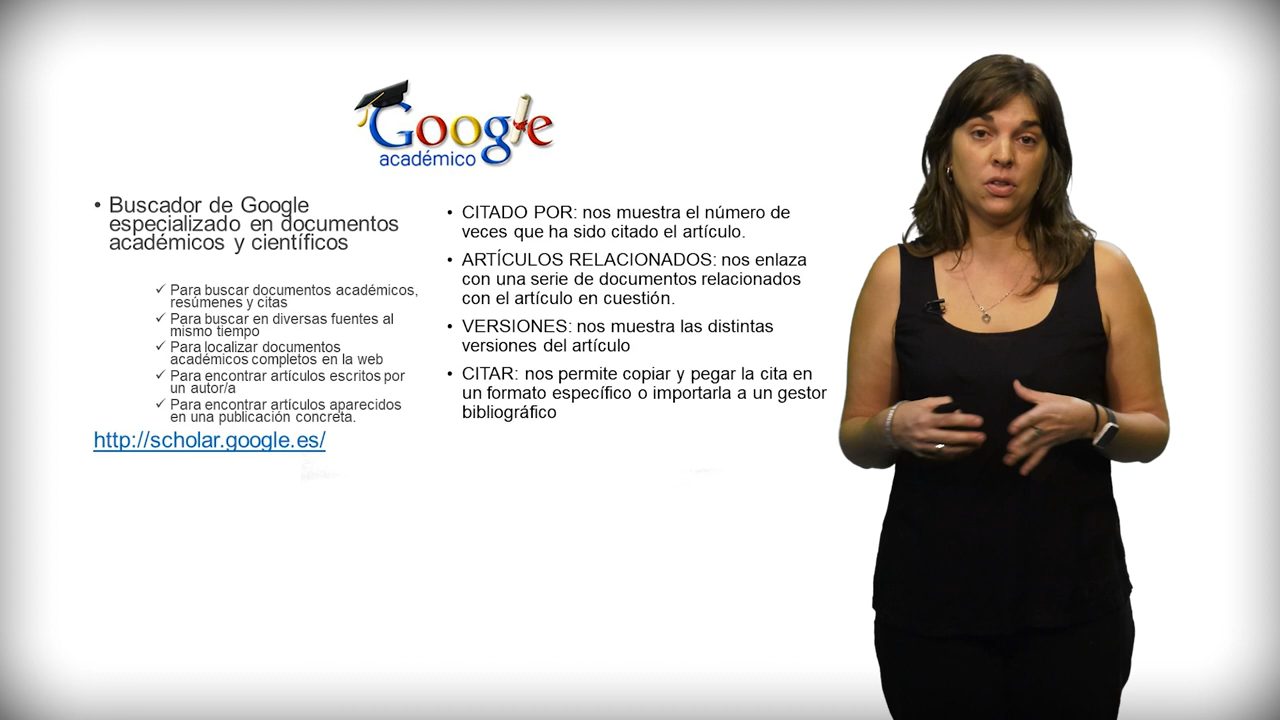 Google
académico
• Buscador de Google
especializado en documentos
académicos y científicos
✓ Para buscar documentos académicos,
resúmenes y citas
✓ Para buscar en diversas fuentes al
mismo tiempo
✓ Para localizar documentos
académicos completos en la web
✓ Para encontrar artículos escritos por
un autor/a
✓ Para encontrar artículos aparecidos
en una publicación concreta.
http://scholar.google.es/
• CITADO POR: nos muestra el número de
veces que ha sido citado el artículo.
• ARTÍCULOS RELACIONADOS: nos enlaza
con una serie de documentos relacionados
con el artículo en cuestión.
• VERSIONES: nos muestra las distintas
versiones del artículo
• CITAR: nos permite copiar y pegar la cita en
un formato específico o importarla a un gestor
bibliográfico